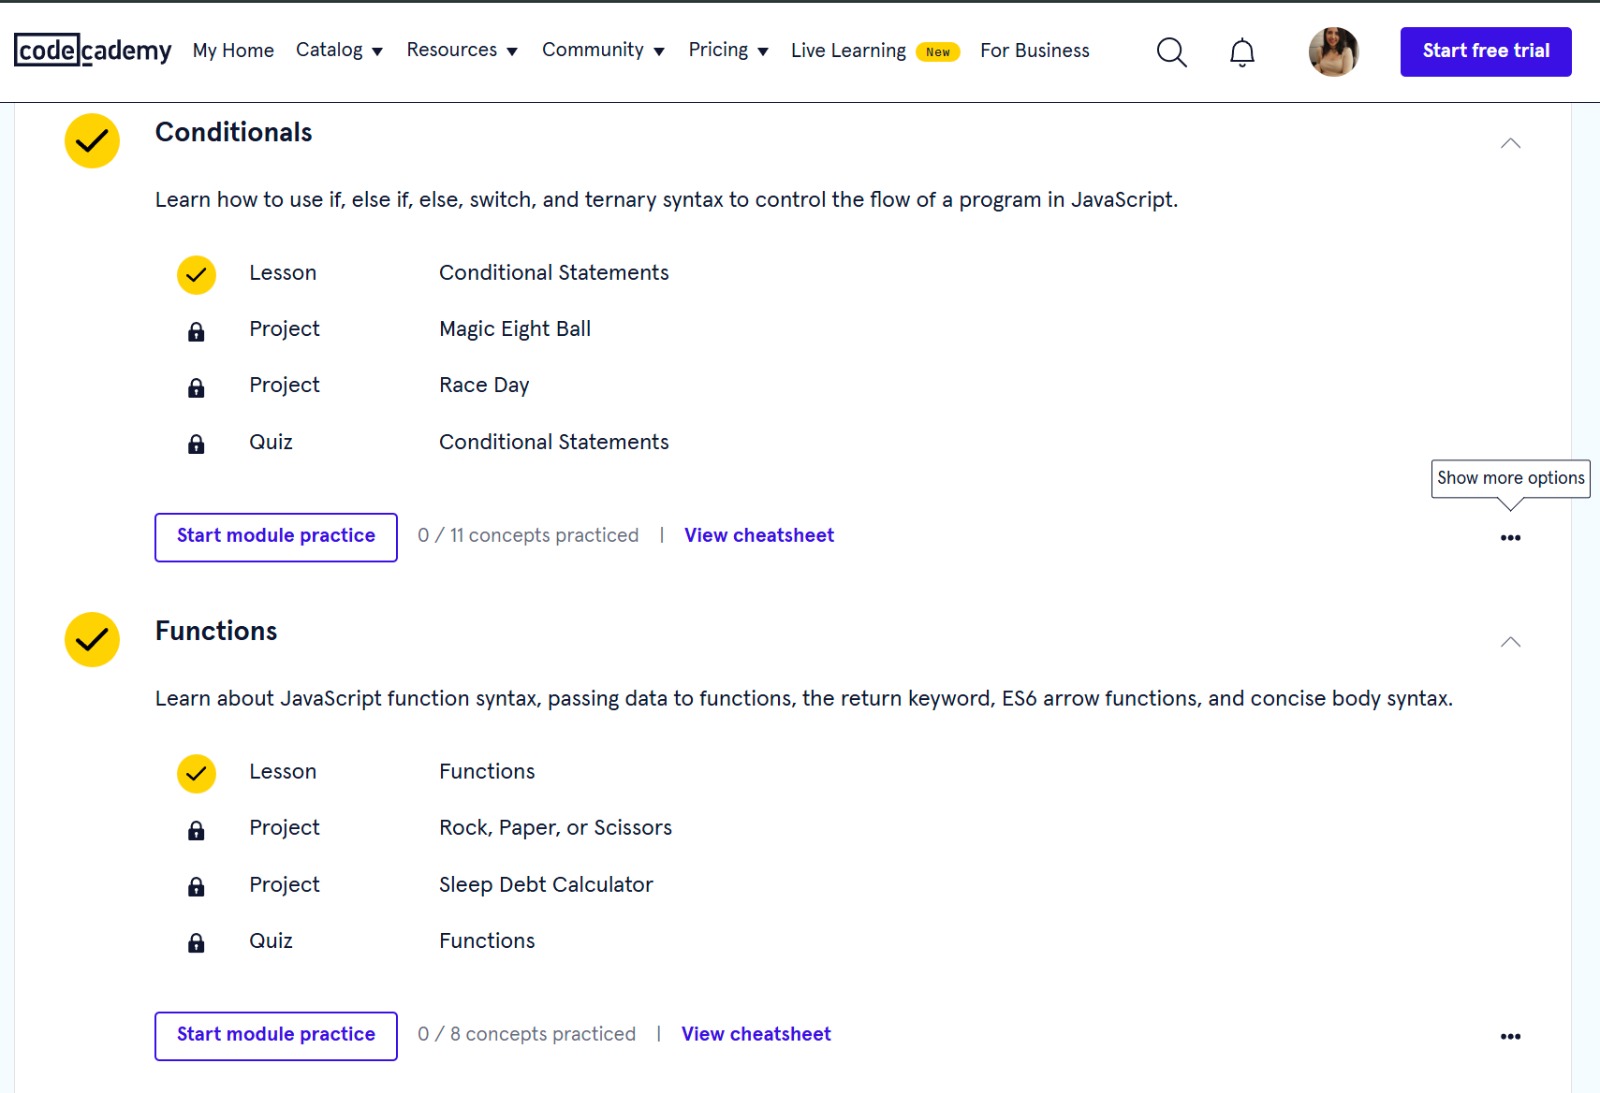 codecademy My Home Catalog Resources Community Pricing Live Learning New For Business Start free trial
Conditionals
Learn how to use if, else if, else, switch, and ternary syntax to control the flow of a program in JavaScript.
Lesson Conditional Statements
Project Magic Eight Ball
Project Race Day
Quiz Conditional Statements
Show more options
Start module practice 0 / 11 concepts practiced | View cheatsheet
Functions
Learn about JavaScript function syntax, passing data to functions, the return keyword, ES6 arrow functions, and concise body syntax.
Lesson Functions
Project Rock, Paper, or Scissors
Project Sleep Debt Calculator
Quiz Functions
Start module practice 0 / 8 concepts practiced | View cheatsheet